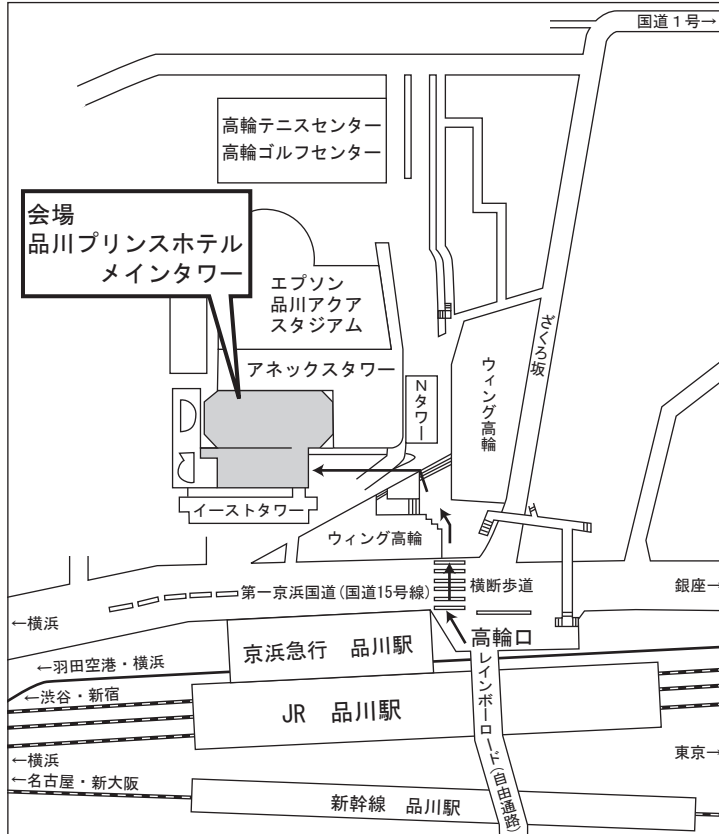 国道1号→
高輪テニスセンター
高輪ゴルフセンター
会場
品川プリンスホテル
メインタワー
エプソン
品川アクア
スタジアム
アネックスタワー
Nタワー
ウィング高輪
ざくろ坂
イーストタワー
ウィング高輪
第一京浜国道(国道15号線)
横断歩道
銀座→
←横浜
高輪口
京浜急行 品川駅
←羽田空港・横浜
←渋谷・新宿
JR 品川駅
レインボーロード(自由通路)
←横浜
東京→
←名古屋・新大阪
新幹線 品川駅